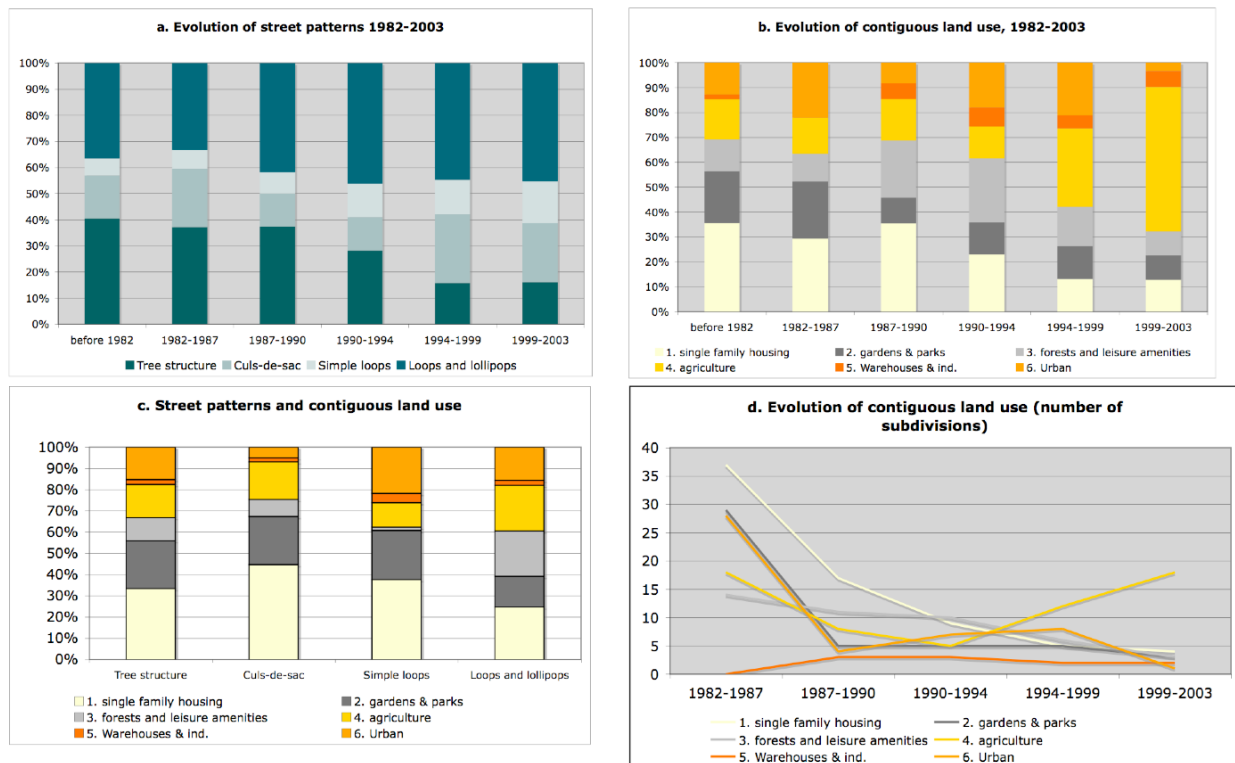 a. Evolution of street patterns 1982-2003
100%
90%
80%
70%
60%
50%
40%
30%
20%
10%
0%
before 1982 1982-1987 1987-1990 1990-1994 1994-1999 1999-2003
Tree structure Culs-de-sac Simple loops Loops and lollipops
b. Evolution of contiguous land use, 1982-2003
100%
90%
80%
70%
60%
50%
40%
30%
20%
10%
0%
before 1982 1982-1987 1987-1990 1990-1994 1994-1999 1999-2003
1. single family housing 2. gardens & parks 3. forests and leisure amenities
4. agriculture 5. Warehouses & ind. 6. Urban
c. Street patterns and contiguous land use
100%
90%
80%
70%
60%
50%
40%
30%
20%
10%
0%
Tree structure Culs-de-sac Simple loops Loops and lollipops
1. single family housing 2. gardens & parks
3. forests and leisure amenities 4. agriculture
5. Warehouses & ind. 6. Urban
d. Evolution of contiguous land use (number of
subdivisions)
40
35
30
25
20
15
10
5
0
1982-1987 1987-1990 1990-1994 1994-1999 1999-2003
1. single family housing 2. gardens & parks
3. forests and leisure amenities 4. agriculture
5. Warehouses & ind. 6. Urban